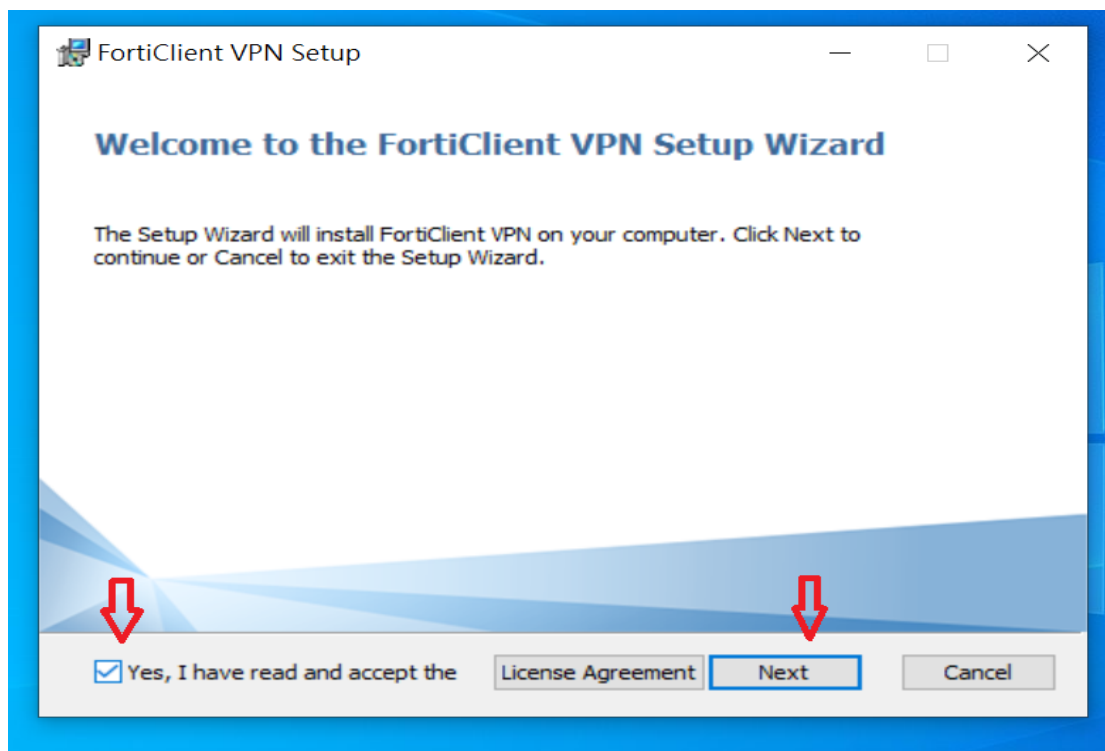 FortiClient VPN Setup
Welcome to the FortiClient VPN Setup Wizard
The Setup Wizard will install FortiClient VPN on your computer. Click Next to
continue or Cancel to exit the Setup Wizard.
Yes, I have read and accept the License Agreement Next Cancel